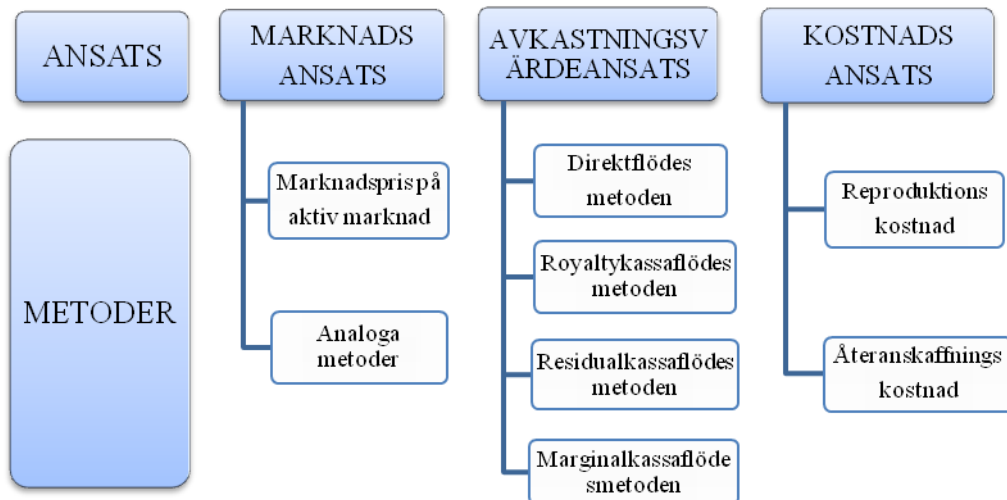 ANSATS
MARKNADS
ANSATS
AVKASTNINGSV
ÄRDEANSATS
KOSTNADS
ANSATS
METODER
Marknadspris på
aktiv marknad
Analoga
metoder
Direktflödes
metoden
Royaltykassaflödes
metoden
Residualkassaflödes
metoden
Marginalkassaflöde
smetoden
Reproduktions
kostnad
Återanskaffnings
kostnad